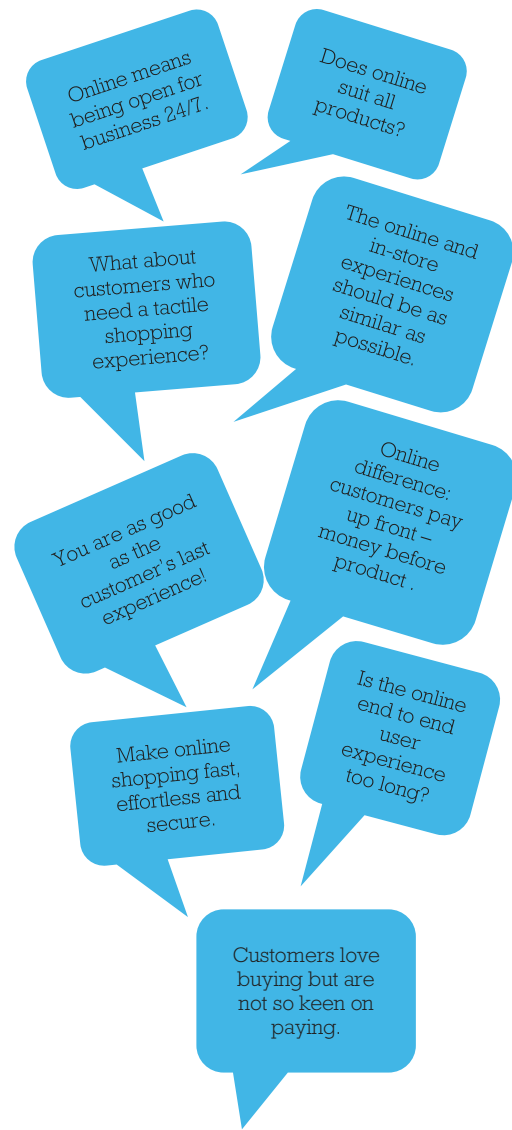 Online means
being open for
business 24/7.
Does online
suit all
products?
What about
customers who
need a tactile
shopping
experience?
The online and
in-store
experiences
should be as
similar as
possible.
You are as good
as the
customer's last
experience!
Online
difference:
customers pay
up front –
money before
product .
Make online
shopping fast,
effortless and
secure.
Is the online
end to end
user
experience
too long?
Customers love
buying but are
not so keen on
paying.